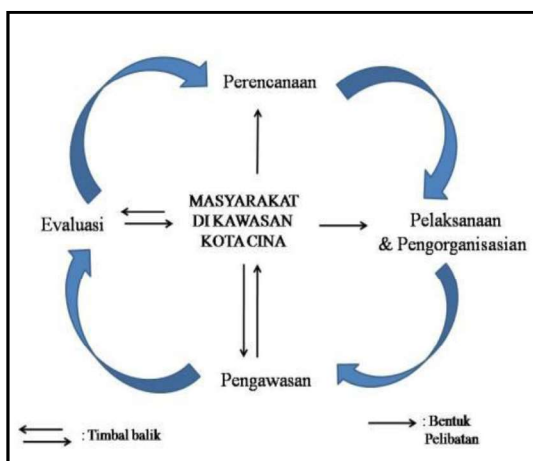 Perencanaan
Evaluasi
MASYARAKAT
DI KAWASAN
KOTA CINA
Pelaksanaan
& Pengorganisasian
Pengawasan
: Timbal balik
: Bentuk
Pelibatan